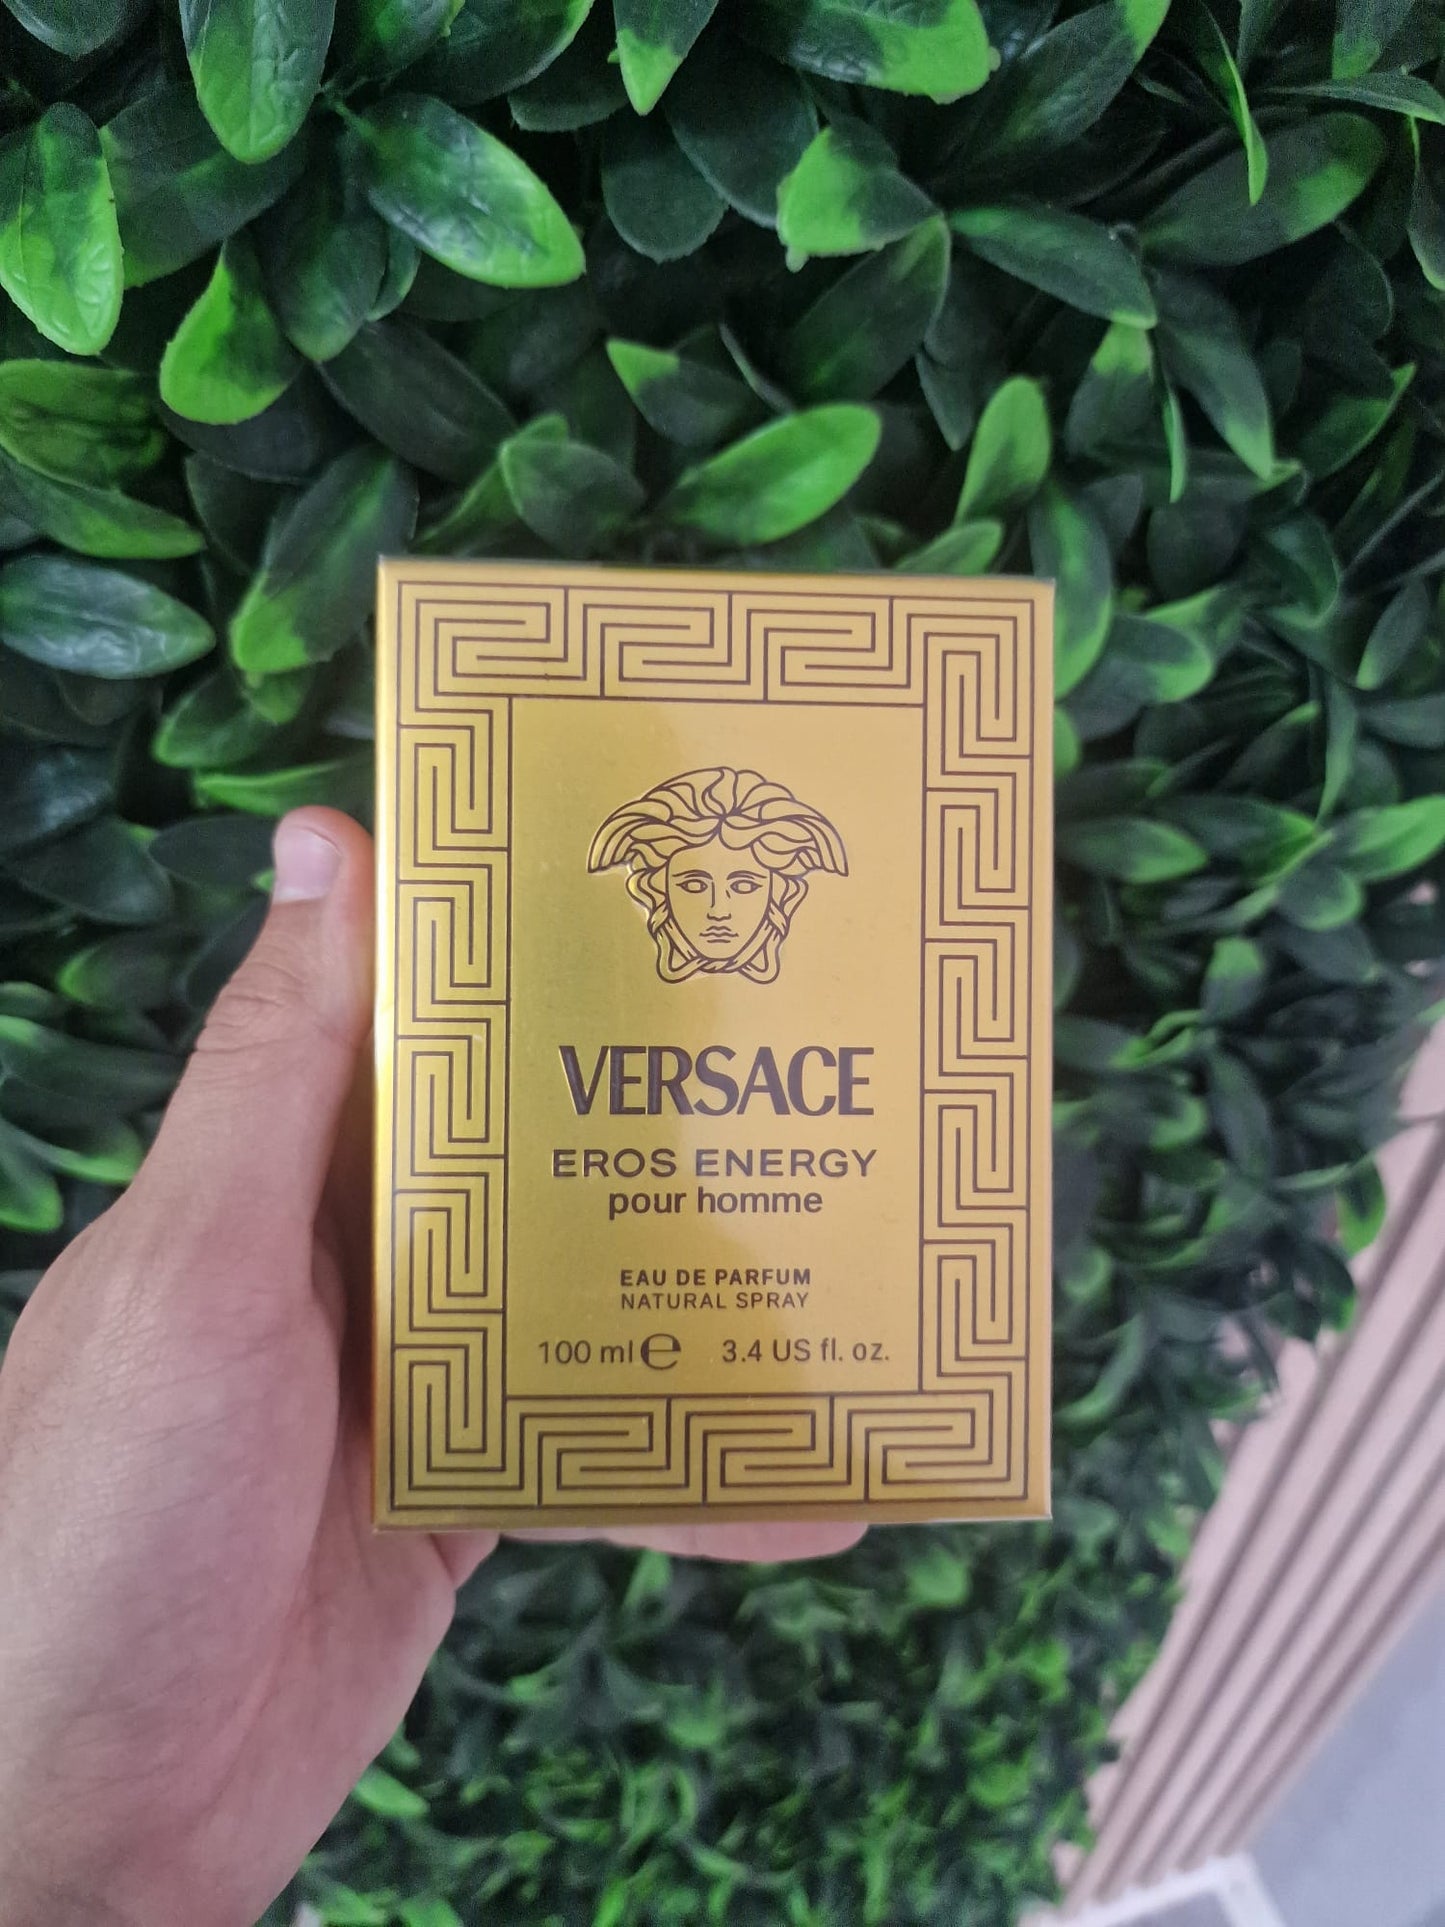 VERSACE
EROS ENERGY
pour homme
EAU DE PARFUM
NATURAL SPRAY
100 ml ℮ 3.4 US fl. oz.